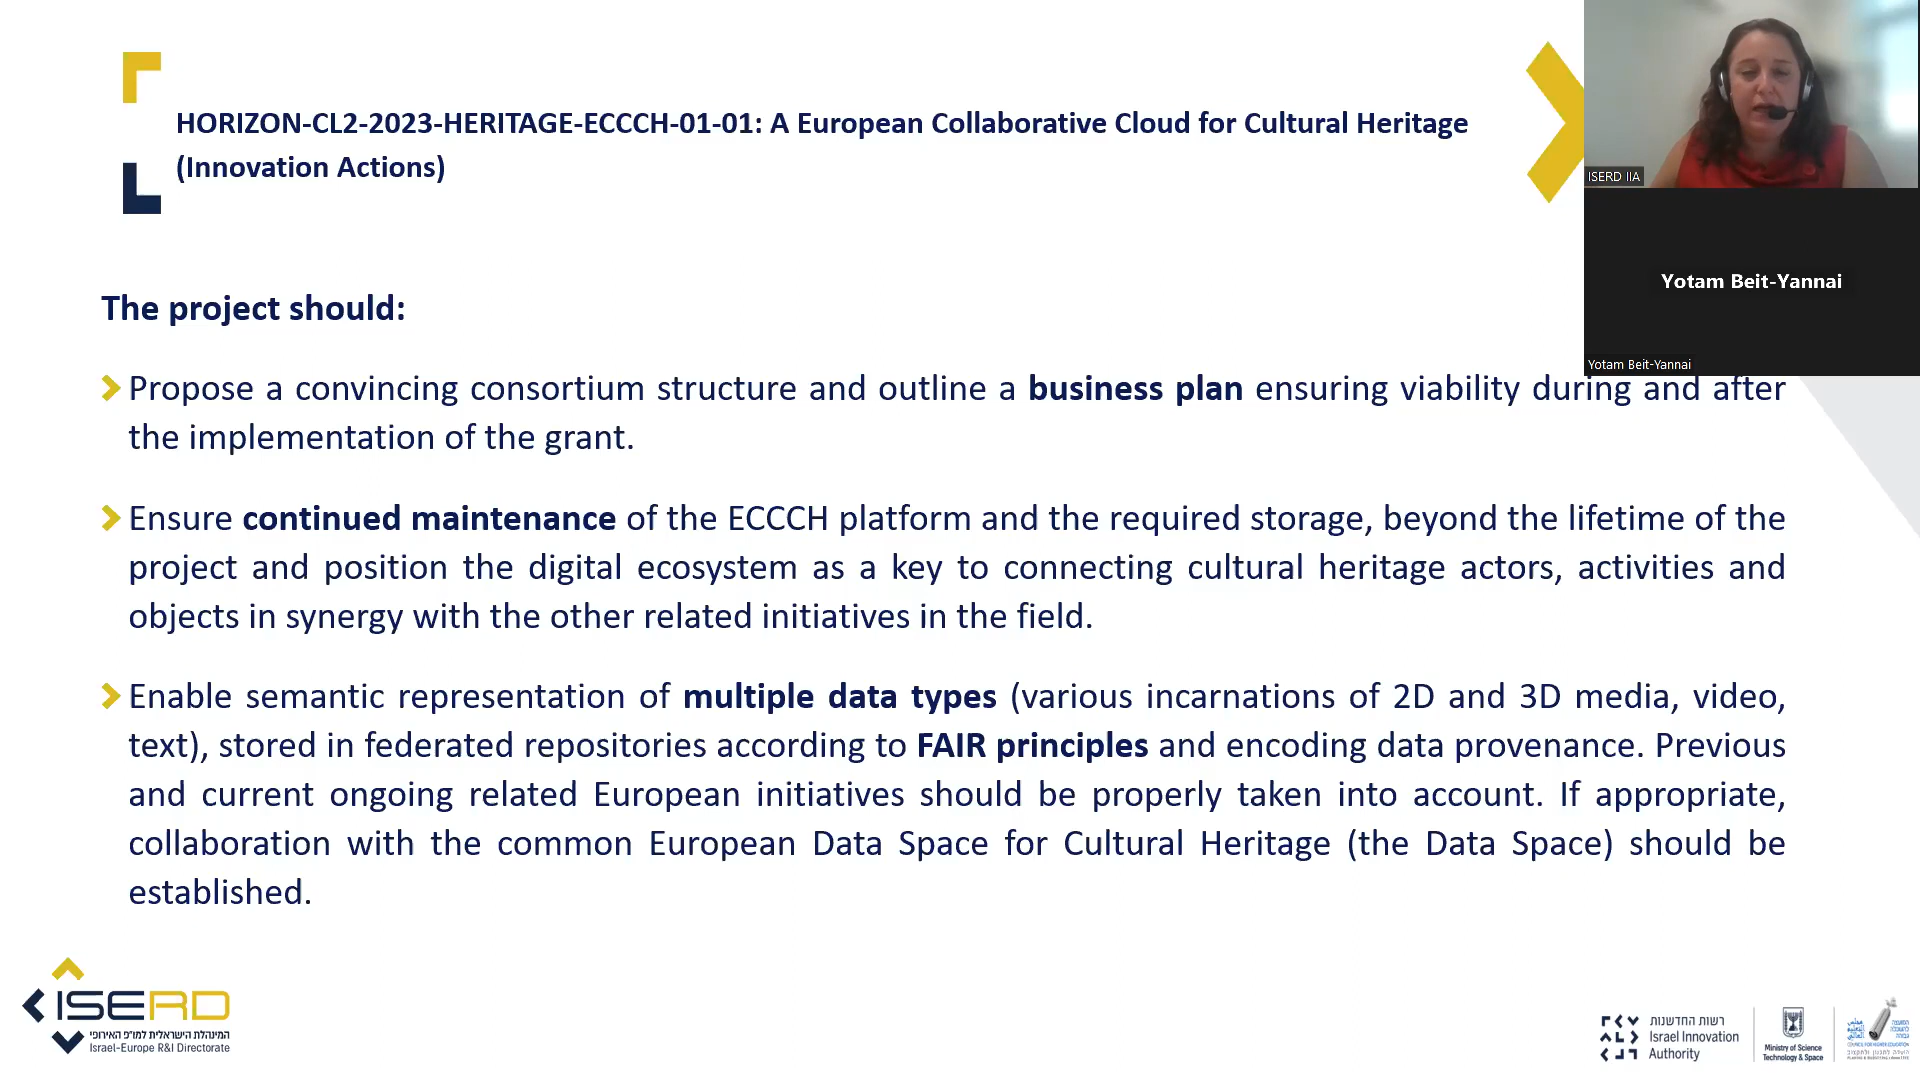 HORIZON-CL2-2023-HERITAGE-ECCCH-01-01: A European Collaborative Cloud for Cultural Heritage
(Innovation Actions)
ISERD IIA
Yotam Beit-Yannai
Yotam Beit-Yannai
The project should:
Propose a convincing consortium structure and outline a business plan ensuring viability during and after
the implementation of the grant.
Ensure continued maintenance of the ECCCH platform and the required storage, beyond the lifetime of the
project and position the digital ecosystem as a key to connecting cultural heritage actors, activities and
objects in synergy with the other related initiatives in the field.
Enable semantic representation of multiple data types (various incarnations of 2D and 3D media, video,
text), stored in federated repositories according to FAIR principles and encoding data provenance. Previous
and current ongoing related European initiatives should be properly taken into account. If appropriate,
collaboration with the common European Data Space for Cultural Heritage (the Data Space) should be
established.
ISERD
המינהלת הישראלית למו״פ האירופי
Israel-Europe R&I Directorate
רשות החדשנות
Israel Innovation
Authority
Ministry of Science
Technology & Space